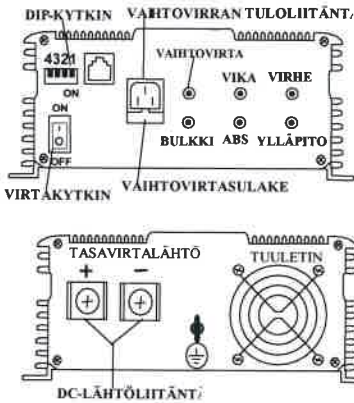 DIP-KYTKIN VAIHTOVIRRAN TULOLIITÄNT
4321
ON
VAIHTOVIRTA
VIKA VIRHE
ON
OFF
BULKKI ABS YLLÄPITO
VIRTAKYTKIN VAIHTOVIRTASULAKE
TASAVIRTALÄHTÖ
+ −
TUULETIN
DC-LÄHTÖLIITÄNT